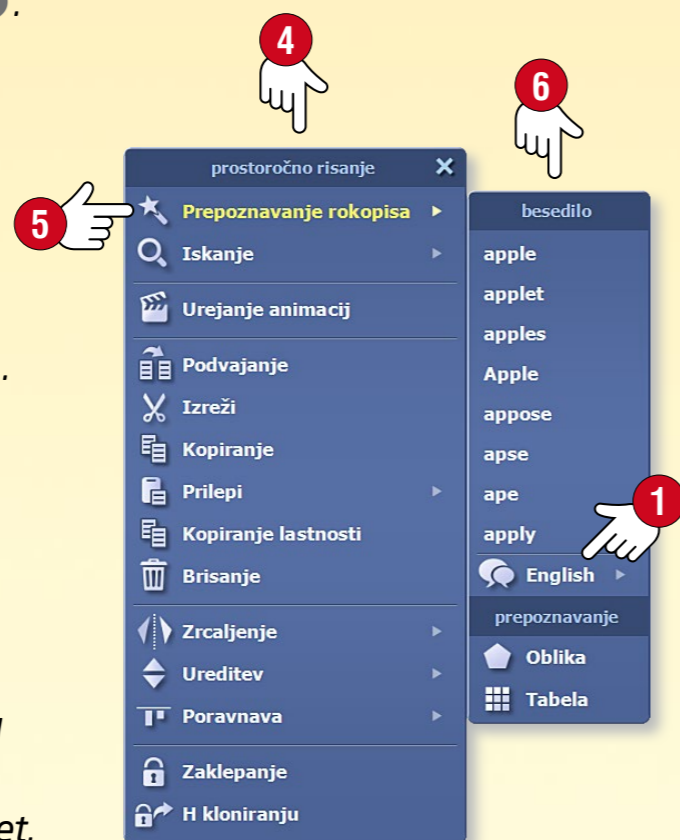 .
4
6
prostoročno risanje
5
Prepoznavanje rokopisa
Iskanje
Urejanje animacij
.
Podvajanje
Izreži
Kopiranje
Prilepi
Kopiranje lastnosti
Brisanje
Zrcaljenje
Ureditev
Poravnava
Zaklepanje
et.
H kloniranju
besedilo
apple
applet
apples
Apple
appose
apse
ape
1
apply
English
prepoznavanje
Oblika
Tabela